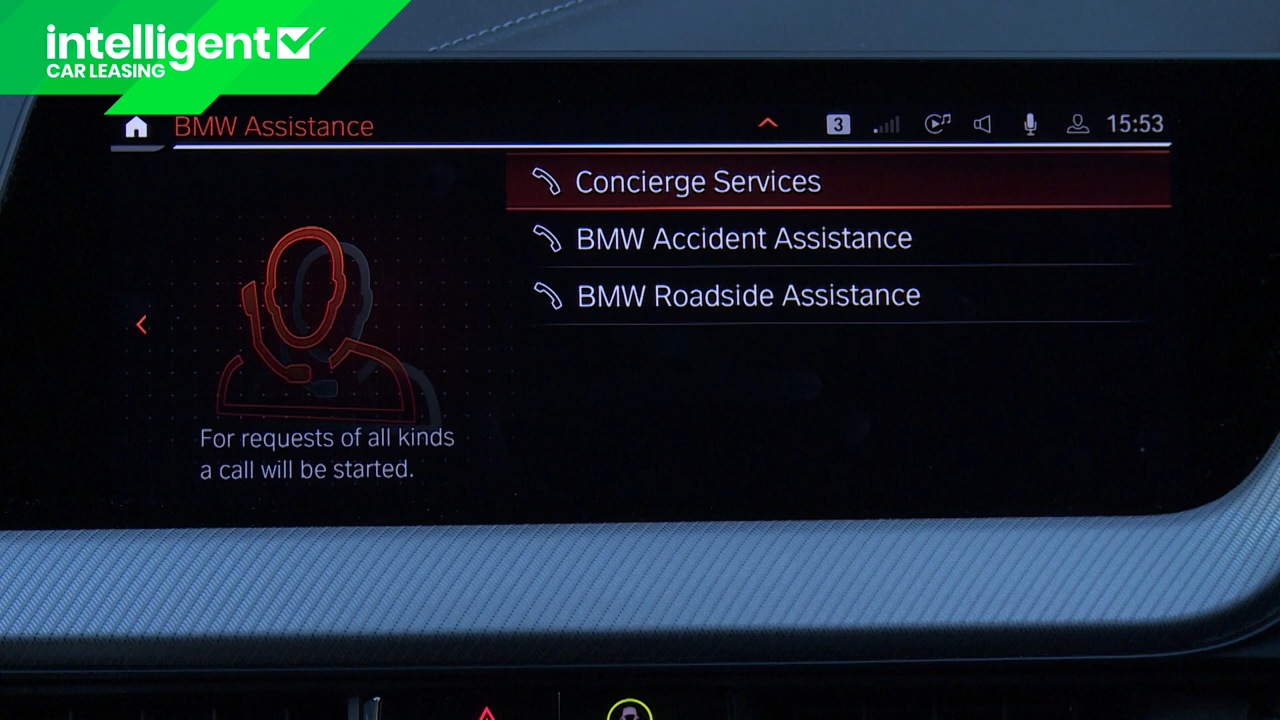 intelligent
CAR LEASING
BMW Assistance
3
15:53
Concierge Services
BMW Accident Assistance
BMW Roadside Assistance
For requests of all kinds
a call will be started.